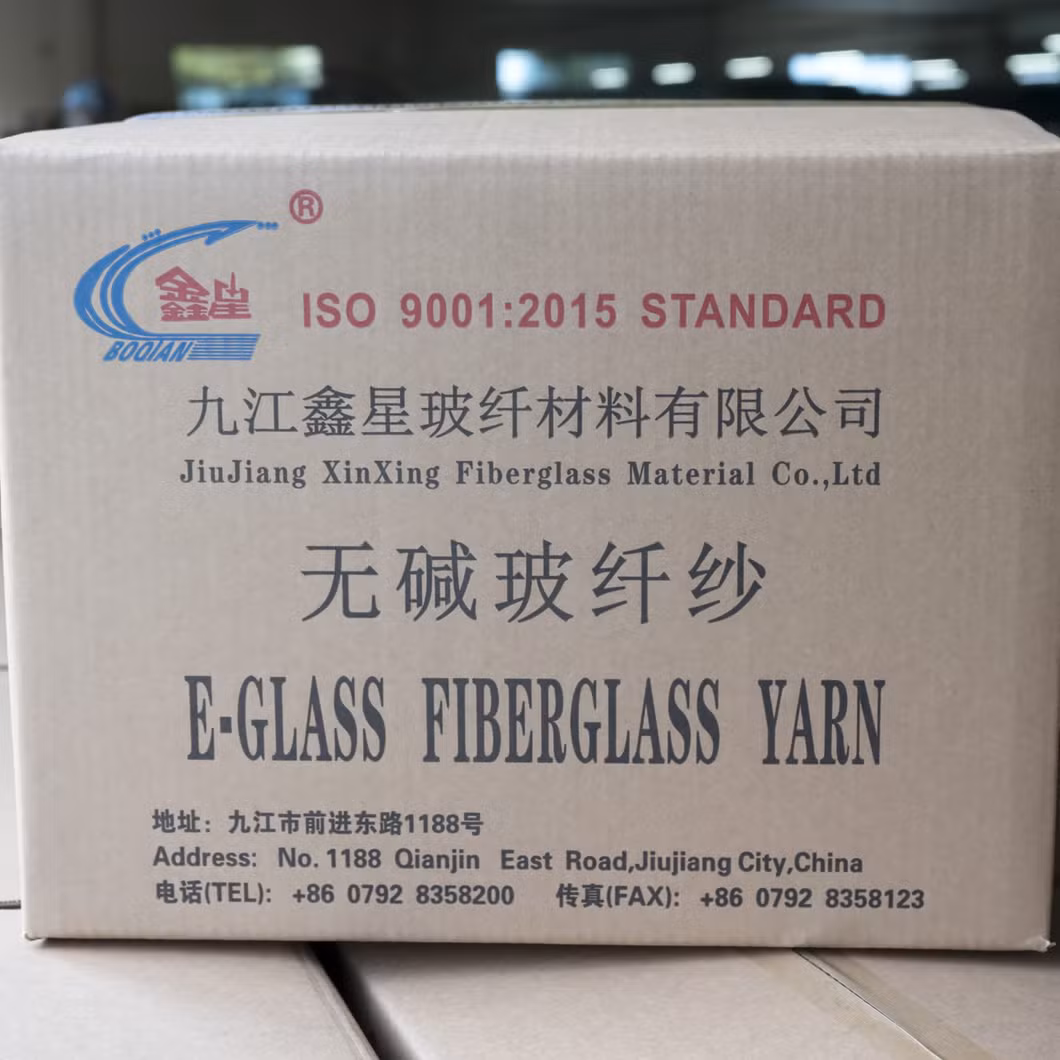 ®
鑫星
BOQIAN
ISO 9001:2015 STANDARD
九江鑫星玻纤材料有限公司
JiuJiang XinXing Fiberglass Material Co.,Ltd
无碱玻纤纱
E-GLASS FIBERGLASS YARN
地址：九江市前进东路1188号
Address: No. 1188 Qianjin East Road,Jiujiang City,China
电话(TEL): +86 0792 8358200 传真(FAX): +86 0792 8358123